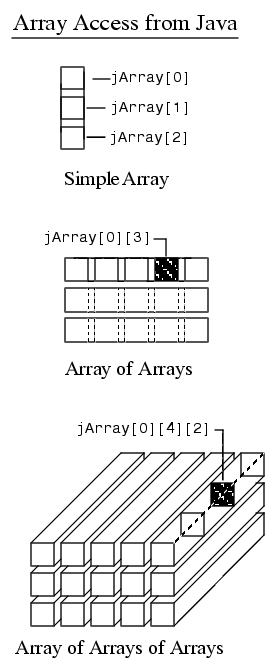 Array Access from Java
jArray[0]
jArray[1]
jArray[2]
Simple Array
jArray[0][3]
Array of Arrays
jArray[0][4][2]
Array of Arrays of Arrays